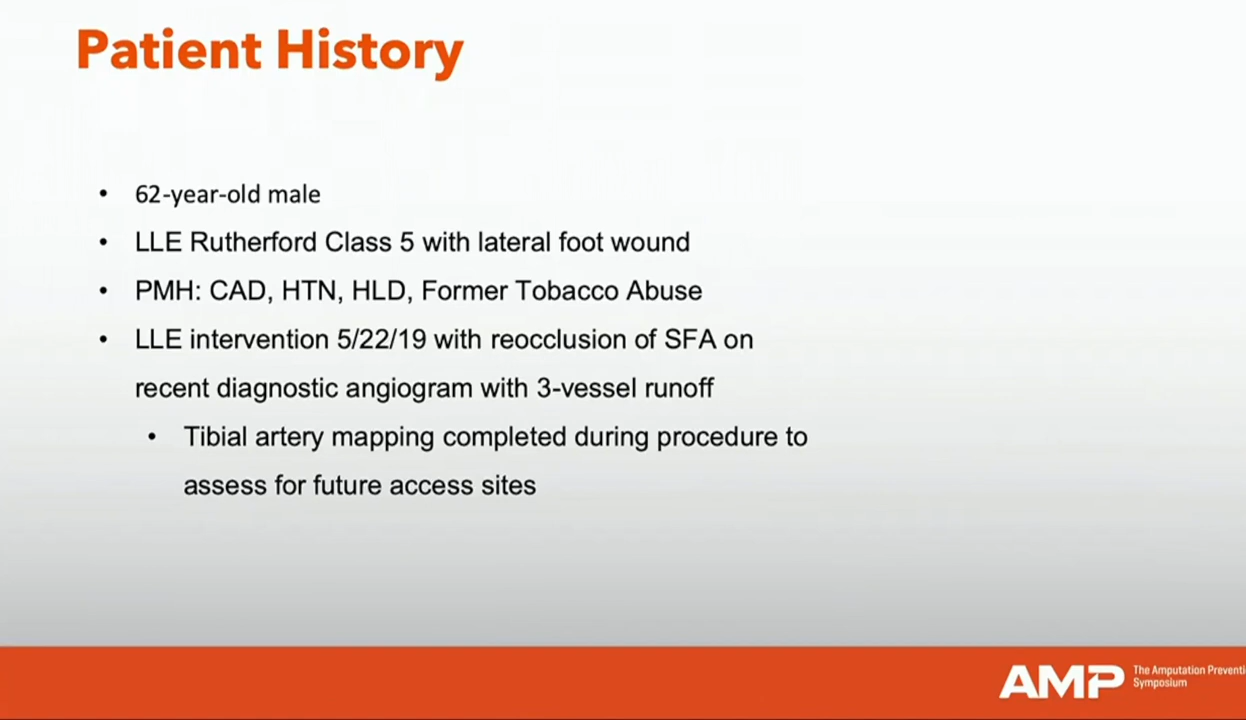 Patient History
• 62-year-old male
• LLE Rutherford Class 5 with lateral foot wound
• PMH: CAD, HTN, HLD, Former Tobacco Abuse
• LLE intervention 5/22/19 with reocclusion of SFA on
recent diagnostic angiogram with 3-vessel runoff
• Tibial artery mapping completed during procedure to
assess for future access sites
AMP
The Amputation Preventi
Symposium